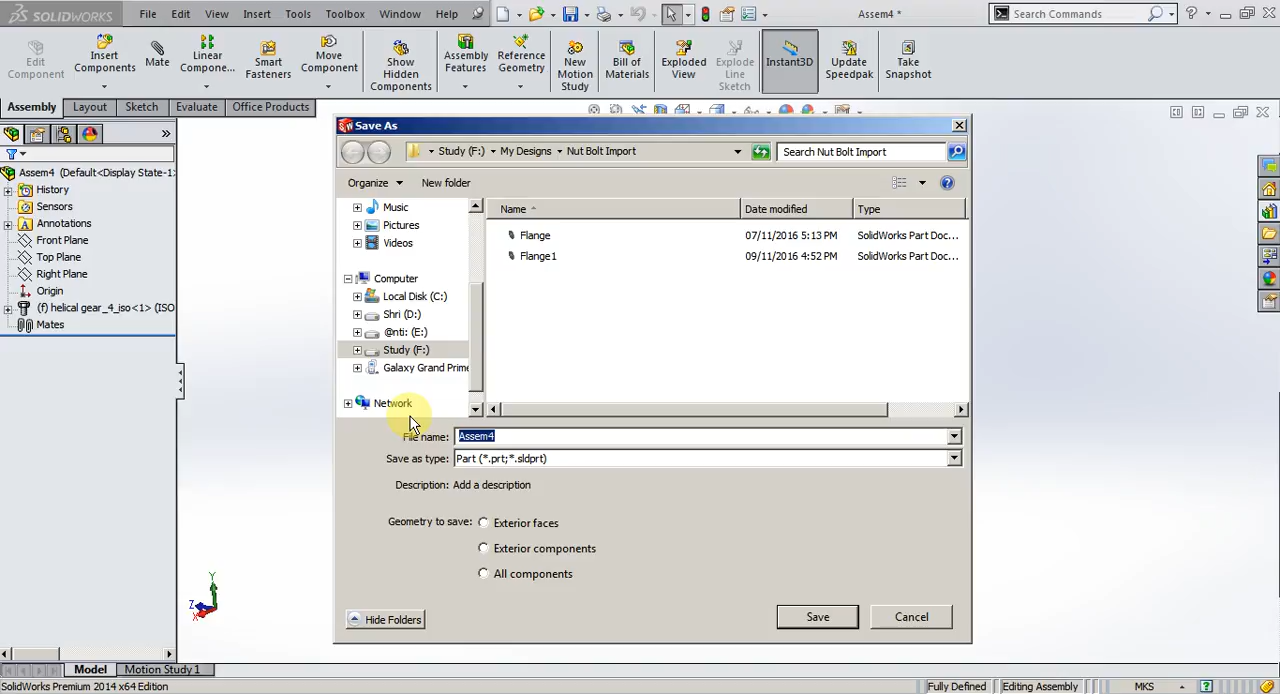 SOLIDWORKS
File
Edit
View
Insert
Tools
Toolbox
Window
Help
Assem4 *
Search Commands
Edit Component
Insert Components
Mate
Linear Compone...
Smart Fasteners
Move Component
Show Hidden Components
Assembly Features
Reference Geometry
New Motion Study
Bill of Materials
Exploded View
Explode Line Sketch
Instant3D
Update Speedpak
Take Snapshot
Assembly
Layout
Sketch
Evaluate
Office Products
Assem4 (Default<Display State-1>
History
Sensors
Annotations
Front Plane
Top Plane
Right Plane
Origin
(f) helical gear_4_iso<1> (ISO
Mates
Save As
Study (F:)
My Designs
Nut Bolt Import
Search Nut Bolt Import
Organize
New folder
Music
Pictures
Videos
Computer
Local Disk (C:)
Shri (D:)
@nti: (E:)
Study (F:)
Galaxy Grand Prime
Network
Name
Date modified
Type
Flange
07/11/2016 5:13 PM
SolidWorks Part Doc...
Flange1
09/11/2016 4:52 PM
SolidWorks Part Doc...
File name: Assem4
Save as type: Part (*.prt;*.sldprt)
Description: Add a description
Geometry to save:
Exterior faces
Exterior components
All components
Hide Folders
Save
Cancel
Y
Z
X
Model
Motion Study 1
SolidWorks Premium 2014 x64 Edition
Fully Defined
Editing Assembly
MKS